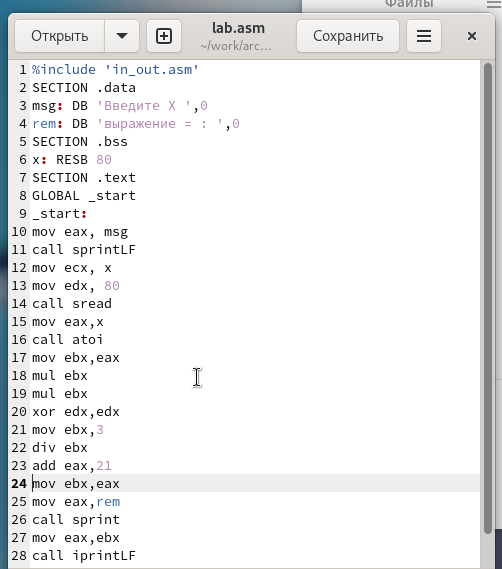 Файлы
Открыть
lab.asm
~/work/arc...
Сохранить
1 %include 'in_out.asm'
2 SECTION .data
3 msg: DB 'Введите X ',0
4 rem: DB 'выражение = : ',0
5 SECTION .bss
6 x: RESB 80
7 SECTION .text
8 GLOBAL _start
9 _start:
10 mov eax, msg
11 call sprintLF
12 mov ecx, x
13 mov edx, 80
14 call sread
15 mov eax,x
16 call atoi
17 mov ebx,eax
18 mul ebx
19 mul ebx
20 xor edx,edx
21 mov ebx,3
22 div ebx
23 add eax,21
24 mov ebx,eax
25 mov eax,rem
26 call sprint
27 mov eax,ebx
28 call iprintLF